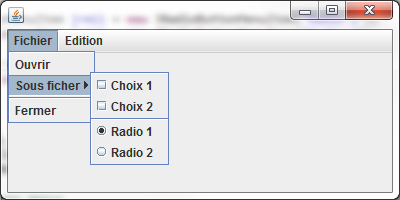 Fichier Edition
Ouvrir
Sous ficher
Choix 1
Choix 2
Fermer
Radio 1
Radio 2